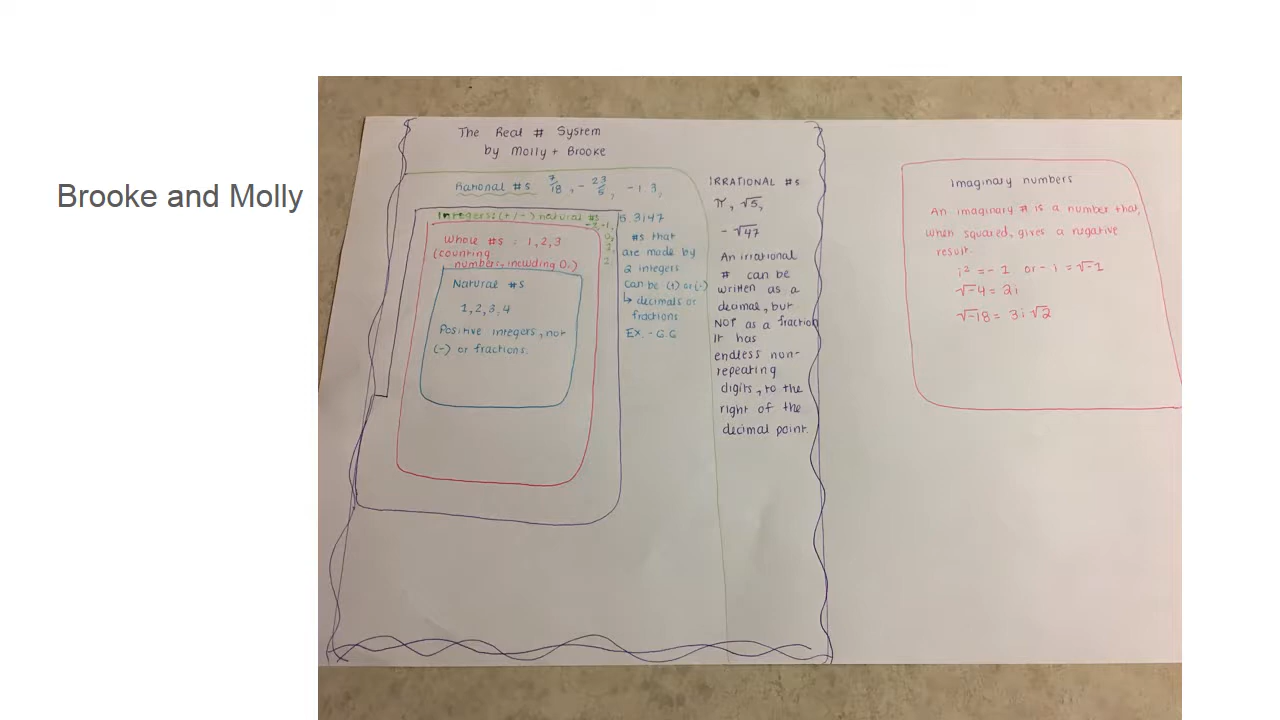 Brooke and Molly
The Real # System
by Molly + Brooke
Rational #s 7/18, - 23/5, -1.3,
5.3147
#s that
are made by
2 integers
can be (+) or (-)
↳ decimals or
fractions
Ex. - 6.6
Integers: (+/-) natural #s
Whole #s = 1,2,3
(counting
numbers, including 0.)
Natural #s
1,2,3,4
Positive integers, not
(-) or fractions.
IRRATIONAL #s
π, √5,
- √47
An irrational
# can be
written as a
decimal, but
NOT as a fraction
It has
endless non-
repeating
digits, to the
right of the
decimal point.
Imaginary numbers
An imaginary # is a number that,
when squared, gives a negative
result.
i² = - 1 or - i = √-1
√-4 = 2i
√-18 = 3i √2